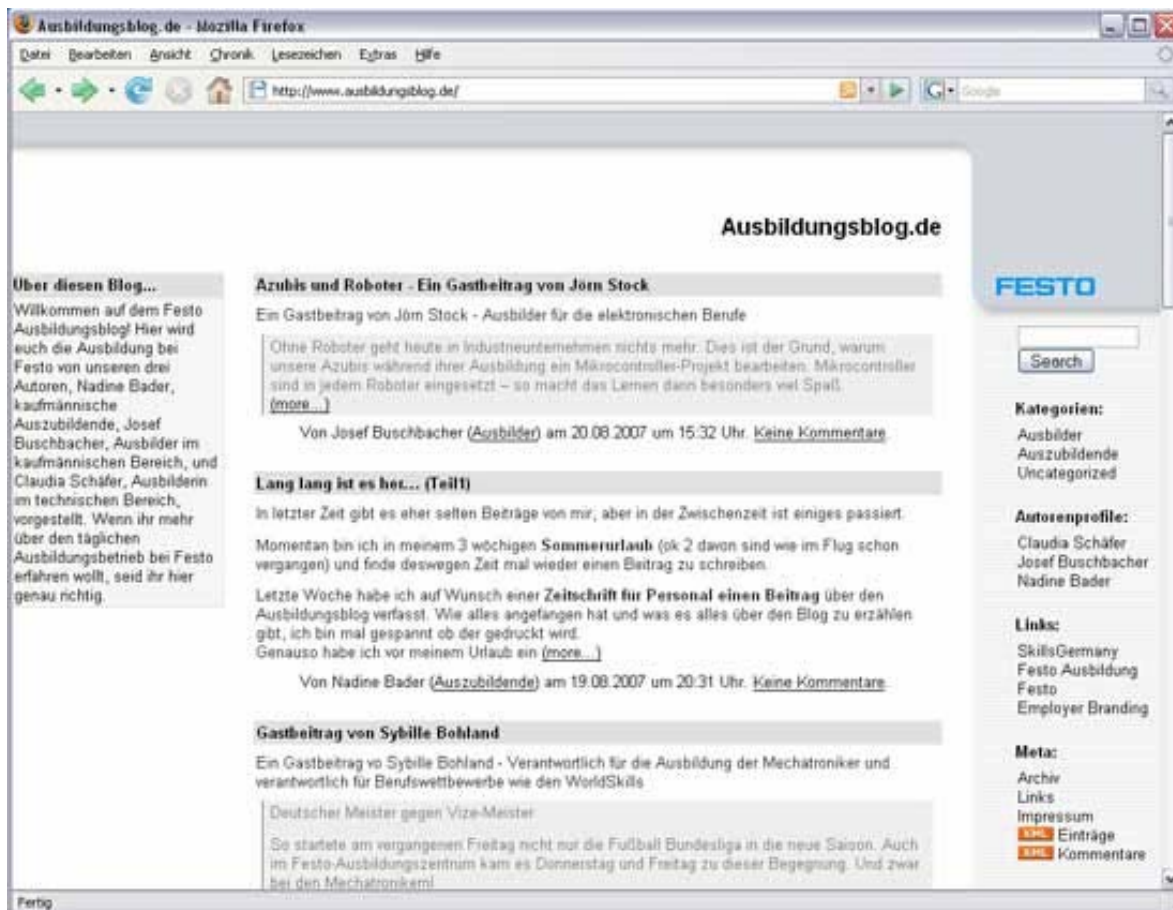 Ausbildungsblog.de - Mozilla Firefox
Datei Bearbeiten Ansicht Chronik Lesezeichen Extras Hilfe
http://www.ausbildungsblog.de/
Google
Ausbildungsblog.de
Über diesen Blog...
Willkommen auf dem Festo
Ausbildungsblog! Hier wird
euch die Ausbildung bei
Festo von unseren drei
Autoren, Nadine Bader,
kaufmännische
Auszubildende, Josef
Buschbacher, Ausbilder im
kaufmännischen Bereich, und
Claudia Schäfer, Ausbilderin
im technischen Bereich,
vorgestellt. Wenn ihr mehr
über den täglichen
Ausbildungsbetrieb bei Festo
erfahren wollt, seid ihr hier
genau richtig.
Azubis und Roboter - Ein Gastbeitrag von Jörn Stock
Ein Gastbeitrag von Jörn Stock - Ausbilder für die elektronischen Berufe
Ohne Roboter geht heute in Industrieunternehmen nichts mehr. Dies ist der Grund, warum
unsere Azubis während ihrer Ausbildung ein Mikrocontroller-Projekt bearbeiten. Mikrocontroller
sind in jedem Roboter eingesetzt – so macht das Lernen dann besonders viel Spaß.
(more...)
Von Josef Buschbacher (Ausbilder) am 20.08.2007 um 15:32 Uhr. Keine Kommentare.
Lang lang ist es her... (Teil1)
In letzter Zeit gibt es eher selten Beiträge von mir, aber in der Zwischenzeit ist einiges passiert.
Momentan bin ich in meinem 3 wöchigen Sommerurlaub (ok 2 davon sind wie im Flug schon
vergangen) und finde deswegen Zeit mal wieder einen Beitrag zu schreiben.
Letzte Woche habe ich auf Wunsch einer Zeitschrift für Personal einen Beitrag über den
Ausbildungsblog verfasst. Wie alles angefangen hat und was es alles über den Blog zu erzählen
gibt, ich bin mal gespannt ob der gedruckt wird.
Genauso habe ich vor meinem Urlaub ein (more...)
Von Nadine Bader (Auszubildende) am 19.08.2007 um 20:31 Uhr. Keine Kommentare.
Gastbeitrag von Sybille Bohland
Ein Gastbeitrag vo Sybille Bohland - Verantwortlich für die Ausbildung der Mechatroniker und
verantwortlich für Berufswettbewerbe wie den WorldSkills
Deutscher Meister gegen Vize-Meister
So startete am vergangenen Freitag nicht nur die Fußball Bundesliga in die neue Saison. Auch
im Festo-Ausbildungszentrum kam es Donnerstag und Freitag zu dieser Begegnung. Und zwar
bei den Mechatronikern!
FESTO
Search
Kategorien:
Ausbilder
Auszubildende
Uncategorized
Autorenprofile:
Claudia Schäfer
Josef Buschbacher
Nadine Bader
Links:
SkillsGermany
Festo Ausbildung
Festo
Employer Branding
Meta:
Archiv
Links
Impressum
XML Einträge
XML Kommentare
Fertig